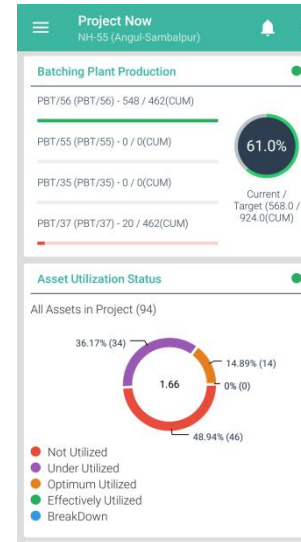 Project Now
NH-55 (Angul-Sambalpur)
Batching Plant Production
PBT/56 (PBT/56) - 548 / 462(CUM)
PBT/55 (PBT/55) - 0 / 0(CUM)
61.0%
PBT/35 (PBT/35) - 0 / 0(CUM)
Current /
Target (568.0 /
924.0(CUM)
PBT/37 (PBT/37) - 20 / 462(CUM)
Asset Utilization Status
All Assets in Project (94)
36.17% (34)
14.89% (14)
1.66
0% (0)
48.94% (46)
Not Utilized
Under Utilized
Optimum Utilized
Effectively Utilized
BreakDown